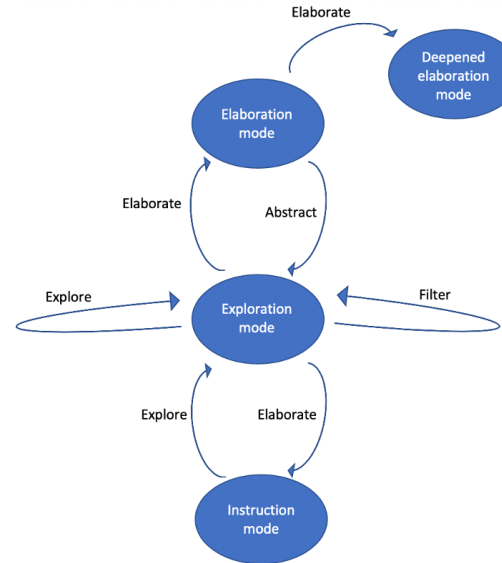 Elaborate
Deepened
elaboration
mode
Elaboration
mode
Elaborate
Abstract
Explore
Filter
Exploration
mode
Explore
Elaborate
Instruction
mode